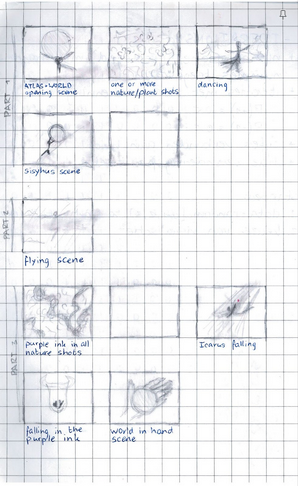 PART 1
ATLAS + WORLD
opening scene
one or more
nature/plant shots
dancing
sisyhus scene
PART 2
flying scene
PART 3
purple ink in all
nature shots
Icarus falling
falling in the
purple ink
world in hand
scene